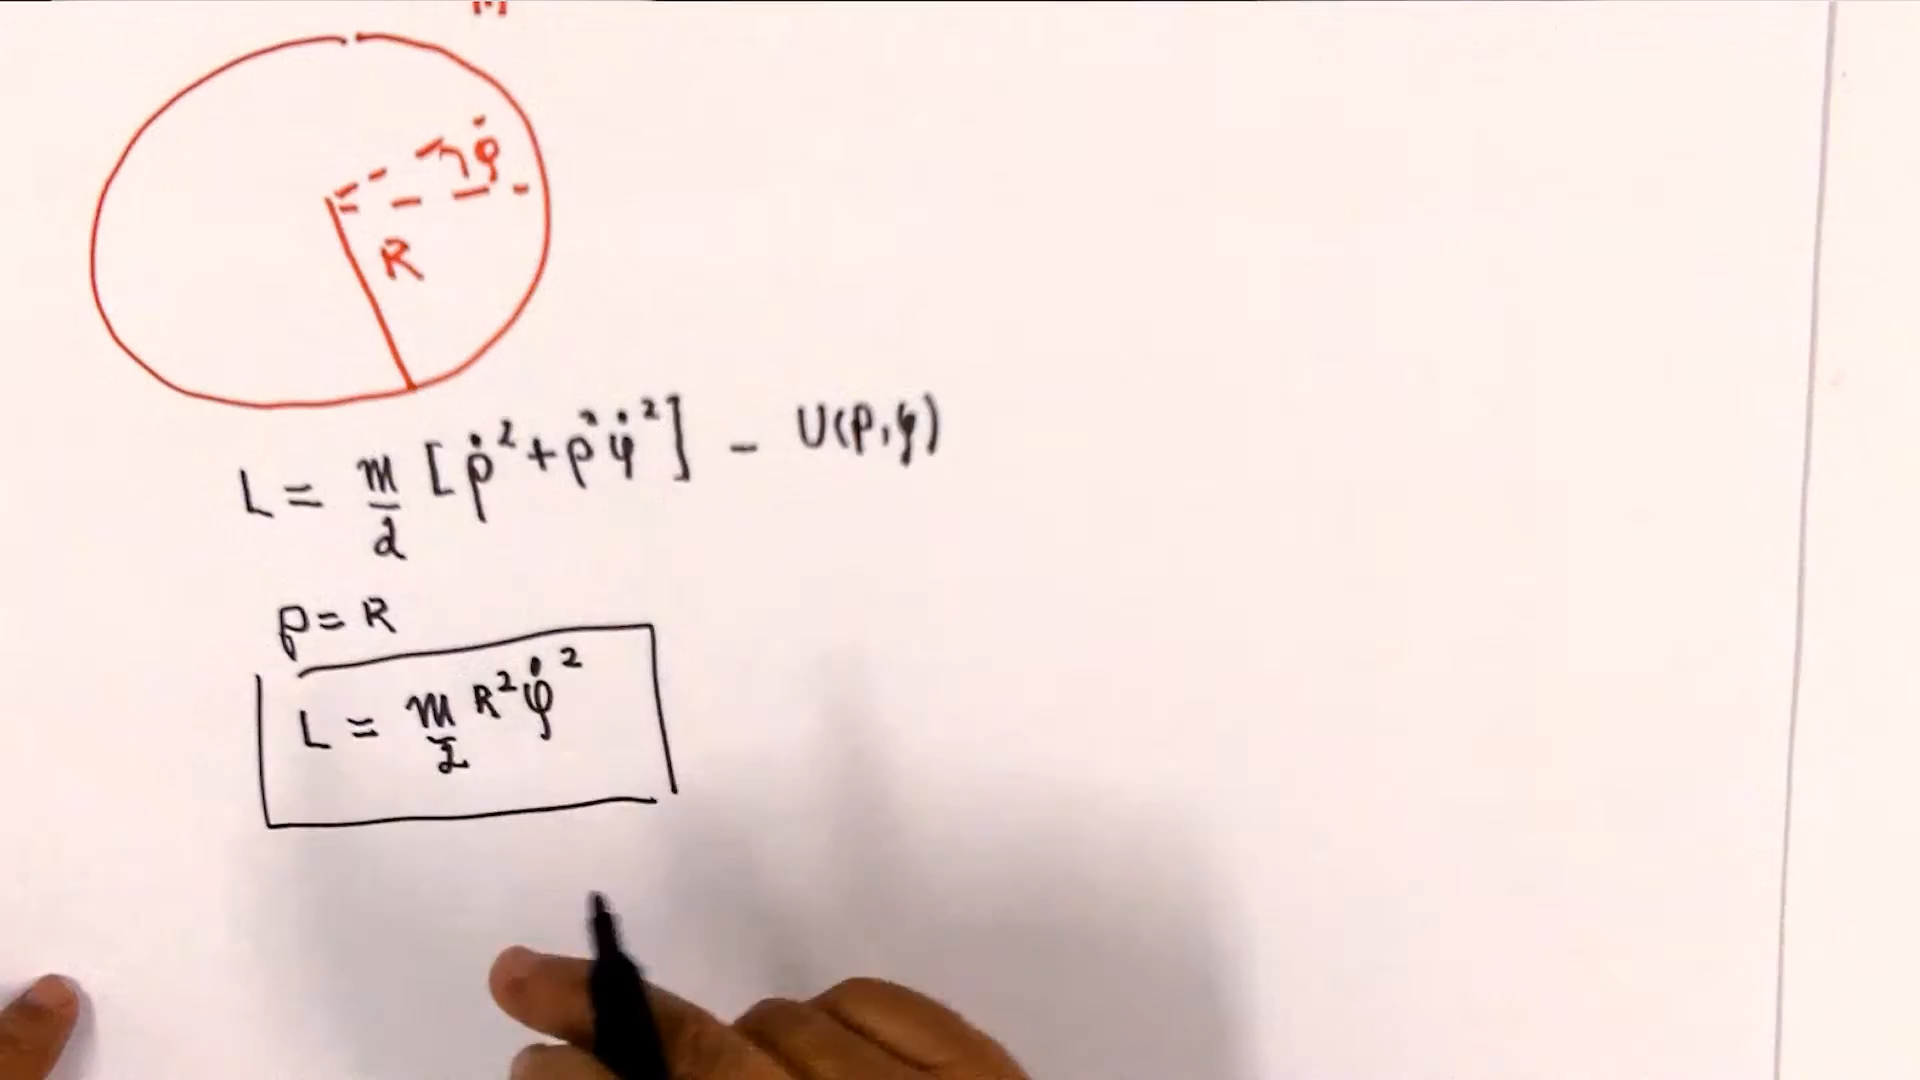 φ̇
R
L = m/2 [ρ̇² + ρ²φ̇²] - U(ρ,φ)
ρ = R
L = m/2 R²φ̇²